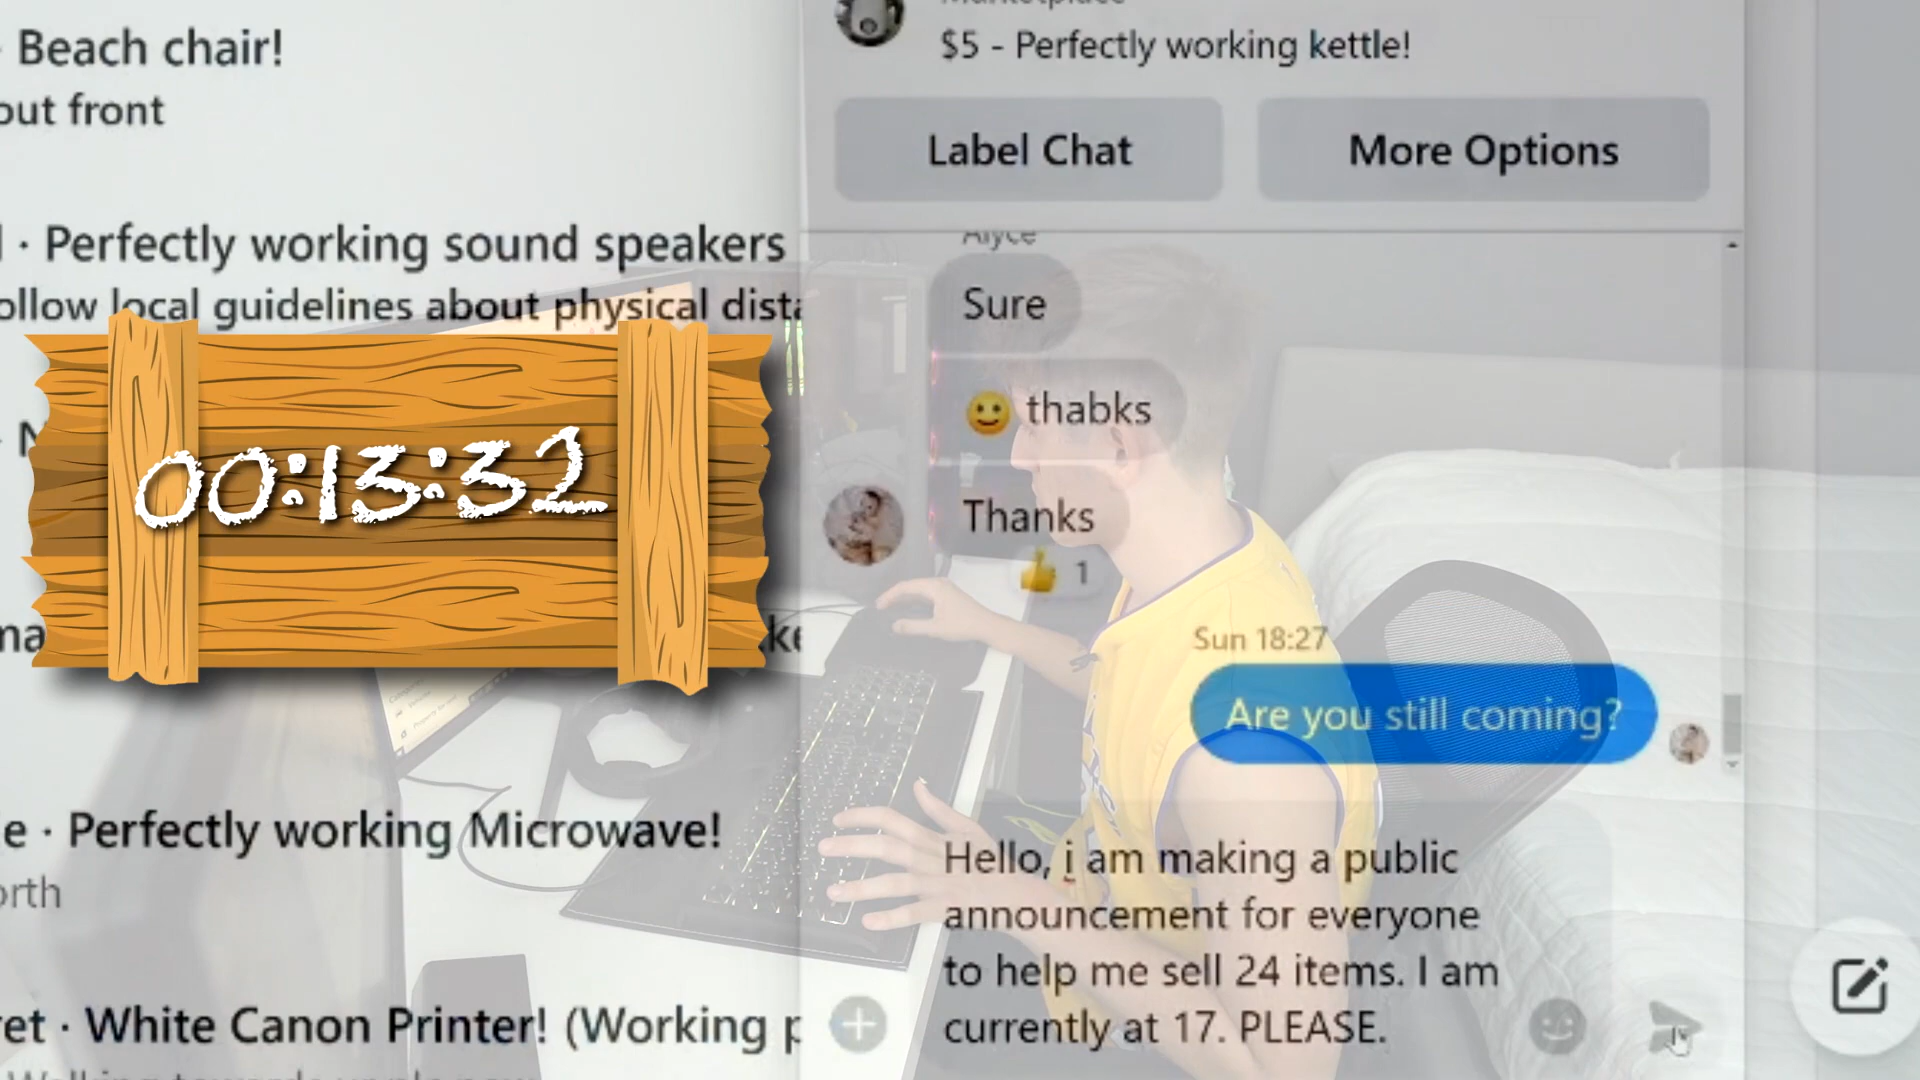 Beach chair!
out front
· Perfectly working sound speakers
ollow local guidelines about physical dista
00:13:32
e · Perfectly working Microwave!
orth
et · White Canon Printer! (Working p
Marketplace
$5 - Perfectly working kettle!
Label Chat
More Options
Alyce
Sure
🙂 thabks
Thanks
👍 1
Sun 18:27
Are you still coming?
Hello, i am making a public
announcement for everyone
to help me sell 24 items. I am
currently at 17. PLEASE.